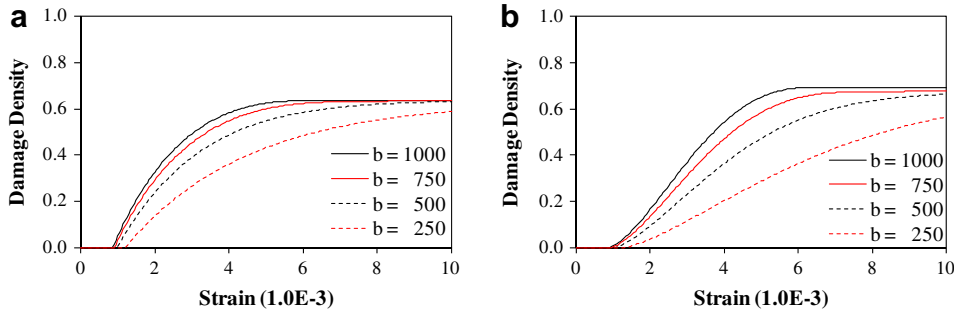 a
1.0
0.8
0.6
0.4
0.2
0.0
Damage Density
0 2 4 6 8 10
Strain (1.0E-3)
b = 1000
b = 750
b = 500
b = 250
b
1.0
0.8
0.6
0.4
0.2
0.0
Damage Density
0 2 4 6 8 10
Strain (1.0E-3)
b = 1000
b = 750
b = 500
b = 250